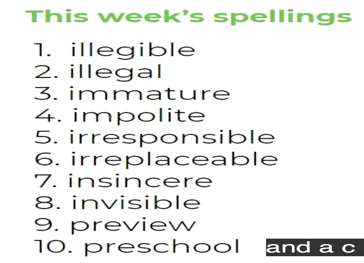 This week's spellings
1. illegible
2. illegal
3. immature
4. impolite
5. irresponsible
6. irreplaceable
7. insincere
8. invisible
9. preview
10. preschool and a c